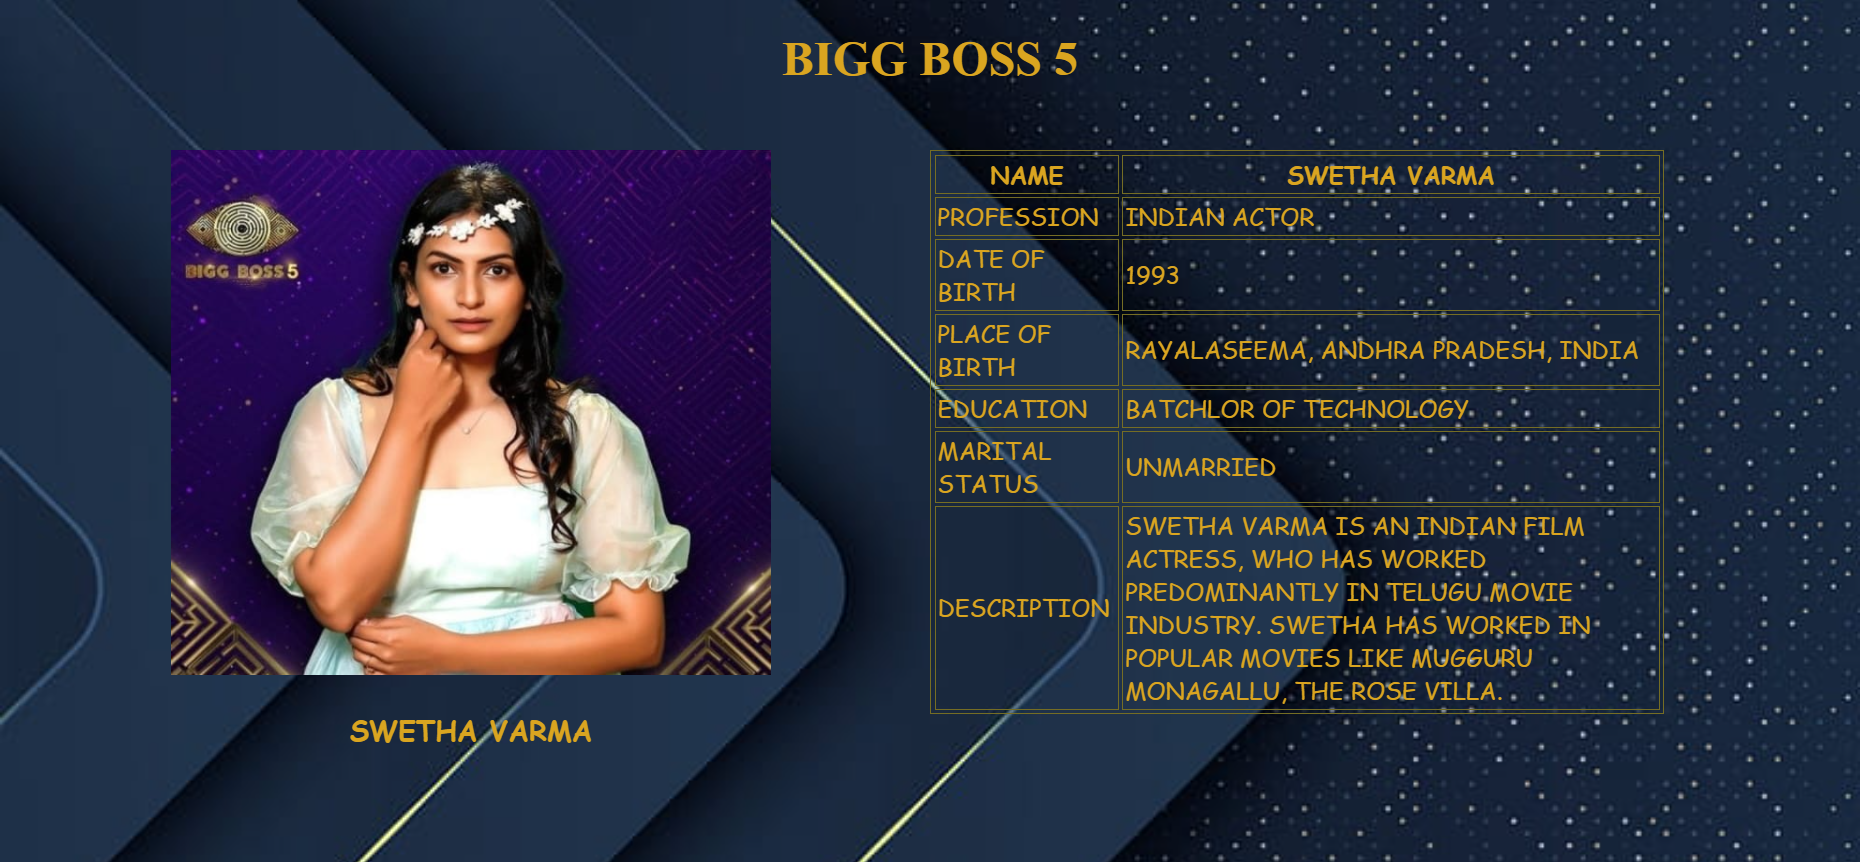 BIGG BOSS 5
BIGG BOSS 5
SWETHA VARMA
NAME SWETHA VARMA
PROFESSION INDIAN ACTOR
DATE OF
BIRTH
1993
PLACE OF
BIRTH
RAYALASEEMA, ANDHRA PRADESH, INDIA
EDUCATION BATCHLOR OF TECHNOLOGY
MARITAL
STATUS
UNMARRIED
DESCRIPTION
SWETHA VARMA IS AN INDIAN FILM
ACTRESS, WHO HAS WORKED
PREDOMINANTLY IN TELUGU MOVIE
INDUSTRY. SWETHA HAS WORKED IN
POPULAR MOVIES LIKE MUGGURU
MONAGALLU, THE ROSE VILLA.